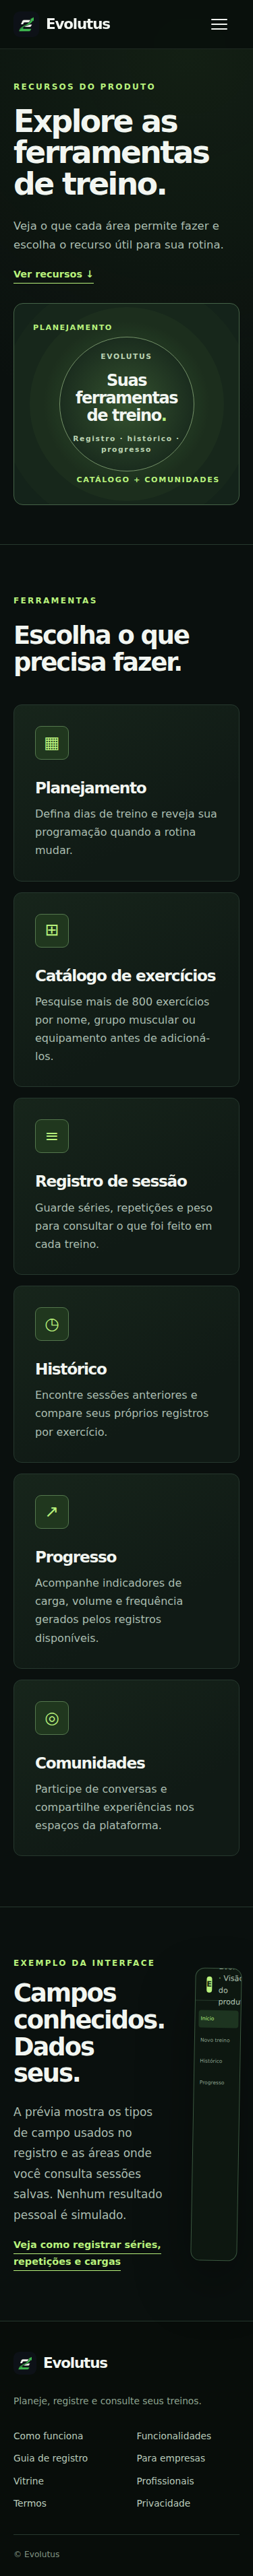 Evolutus
RECURSOS DO PRODUTO
Explore as
ferramentas
de treino.
Veja o que cada área permite fazer e
escolha o recurso útil para sua rotina.
Ver recursos ↓
PLANEJAMENTO
EVOLUTUS
Suas
ferramentas
de treino.
Registro · histórico ·
progresso
CATÁLOGO + COMUNIDADES
FERRAMENTAS
Escolha o que
precisa fazer.
Planejamento
Defina dias de treino e reveja sua
programação quando a rotina
mudar.
Catálogo de exercícios
Pesquise mais de 800 exercícios
por nome, grupo muscular ou
equipamento antes de adicioná-
los.
Registro de sessão
Guarde séries, repetições e peso
para consultar o que foi feito em
cada treino.
Histórico
Encontre sessões anteriores e
compare seus próprios registros
por exercício.
Progresso
Acompanhe indicadores de
carga, volume e frequência
gerados pelos registros
disponíveis.
Comunidades
Participe de conversas e
compartilhe experiências nos
espaços da plataforma.
EXEMPLO DA INTERFACE
Campos
conhecidos.
Dados
seus.
A prévia mostra os tipos
de campo usados no
registro e as áreas onde
você consulta sessões
salvas. Nenhum resultado
pessoal é simulado.
Veja como registrar séries,
repetições e cargas
E
· Visão
do
produ
Início
Novo treino
Histórico
Progresso
Evolutus
Planeje, registre e consulte seus treinos.
Como funciona
Funcionalidades
Guia de registro
Para empresas
Vitrine
Profissionais
Termos
Privacidade
© Evolutus